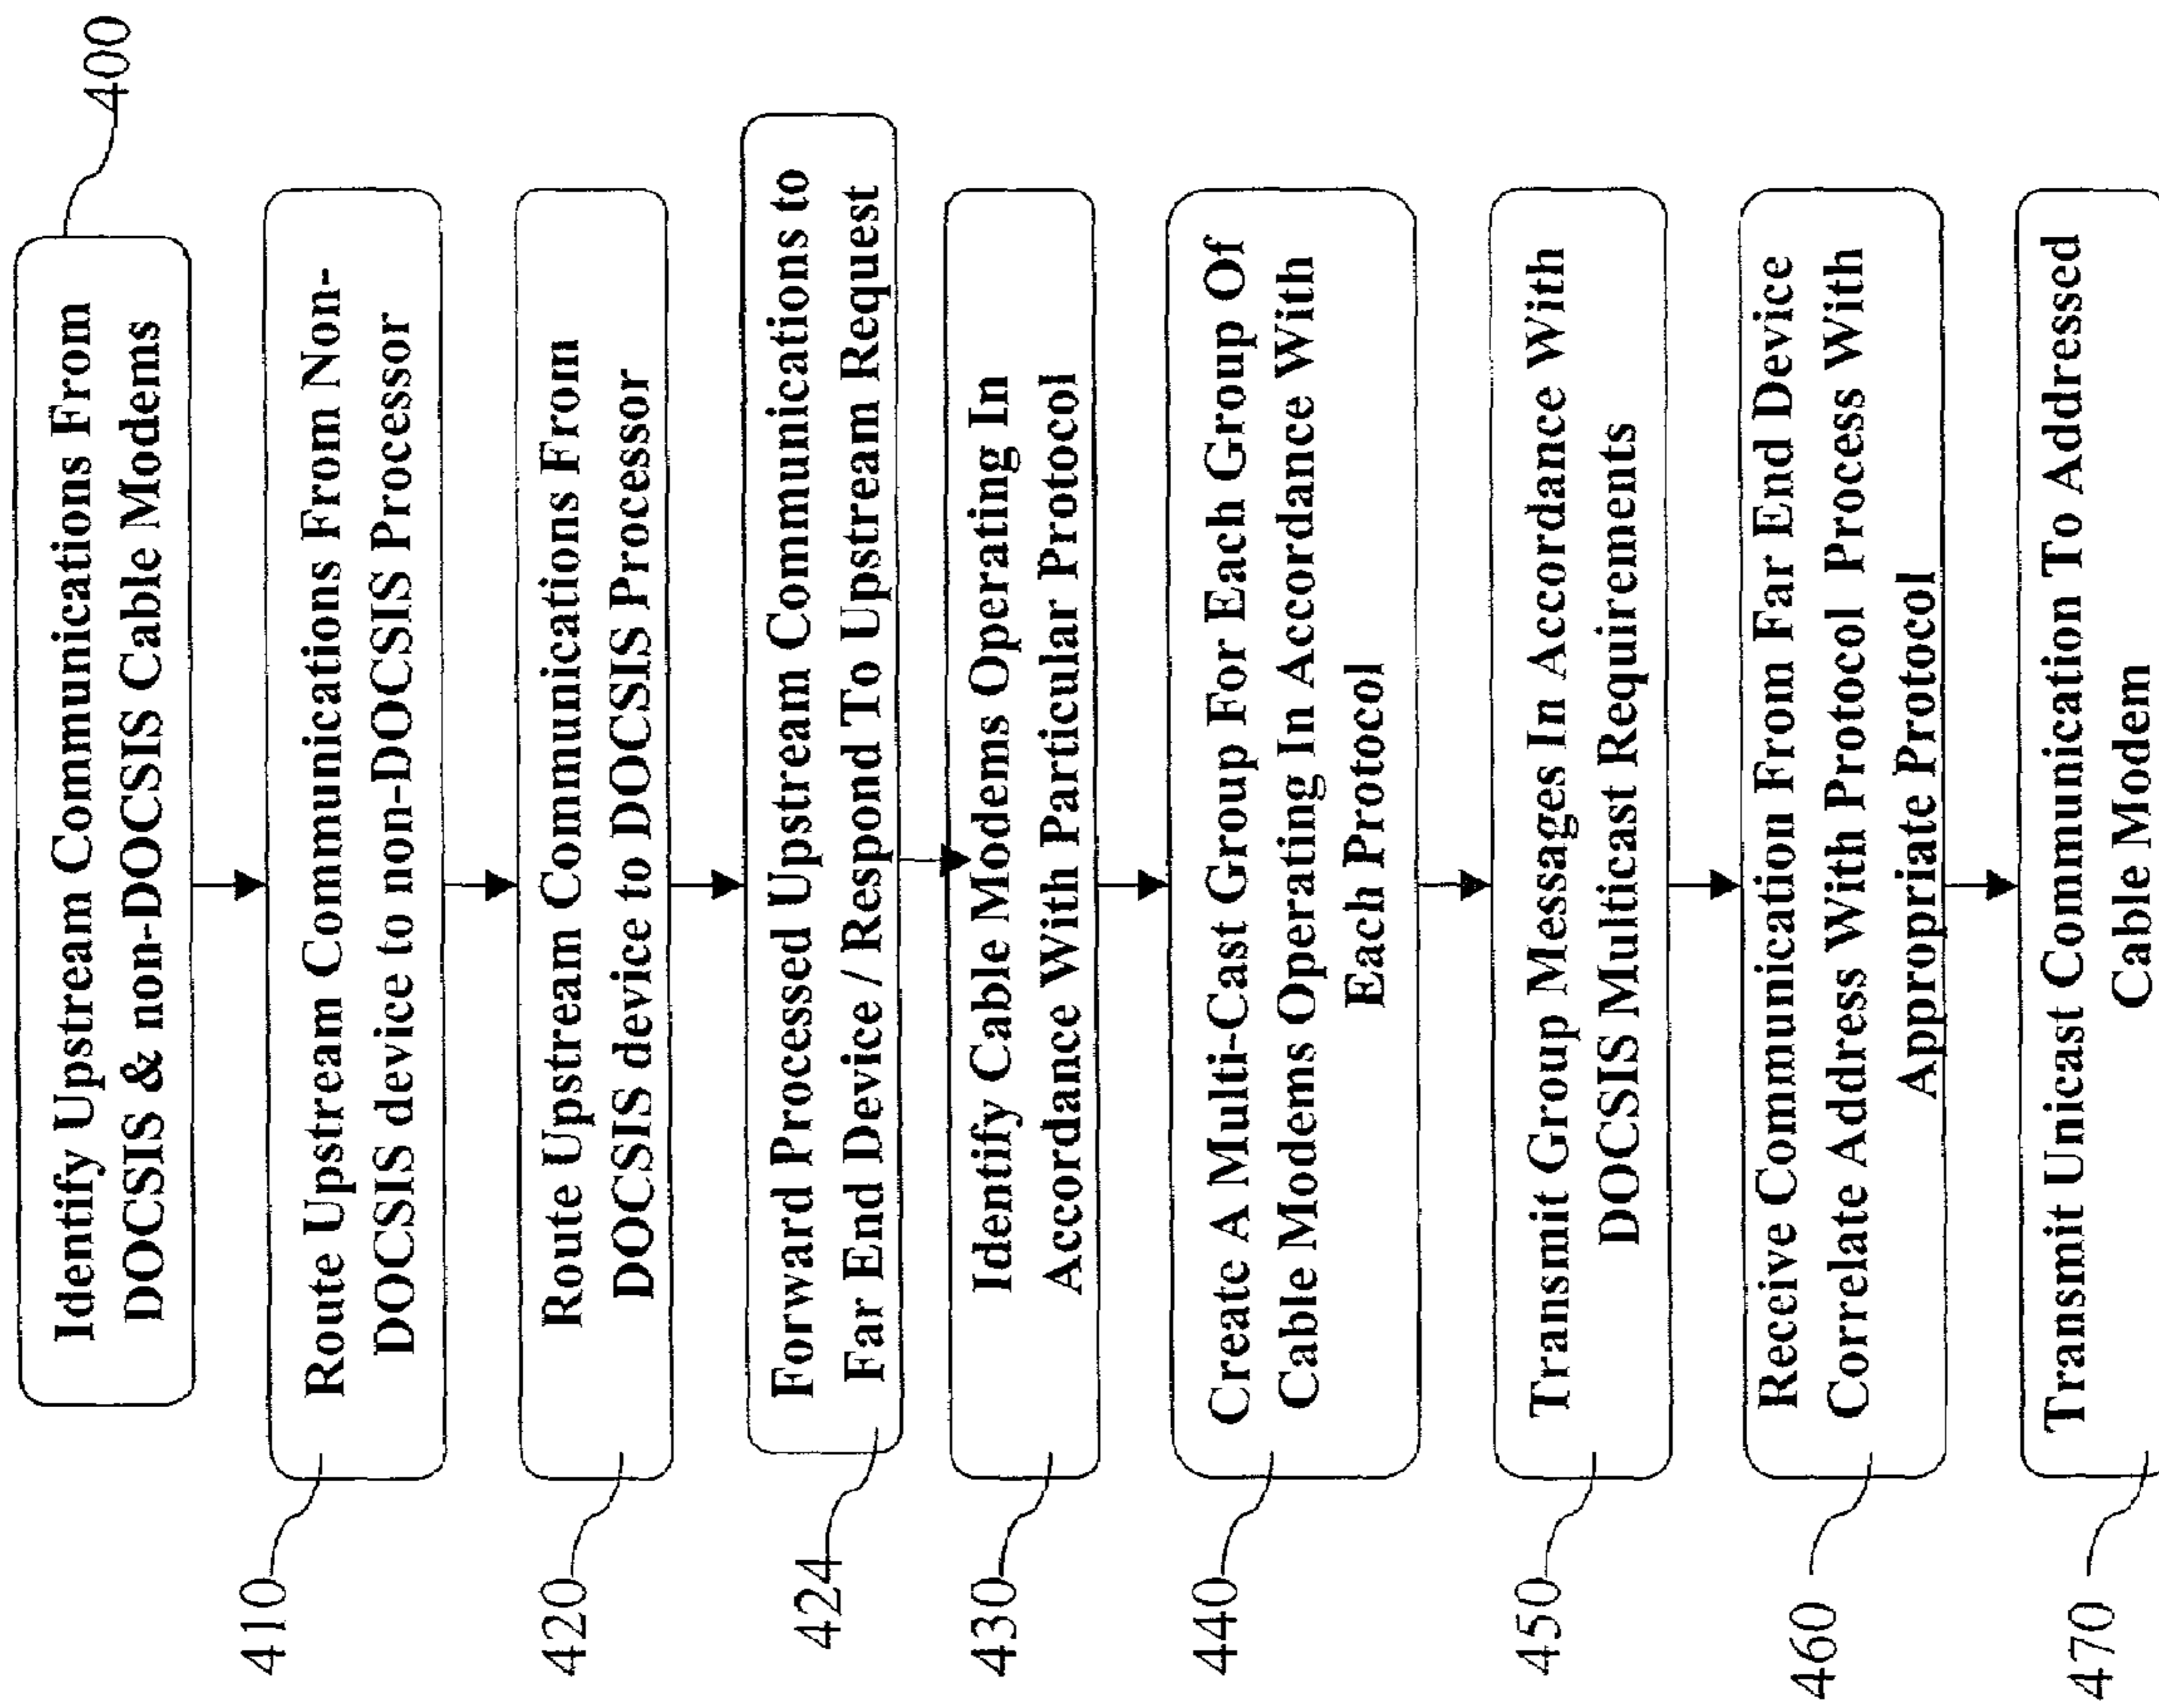 400
Identify Upstream Communications From
DOCSIS & non-DOCSIS Cable Modems
410
Route Upstream Communications From Non-
DOCSIS device to non-DOCSIS Processor
420
Route Upstream Communications From
DOCSIS device to DOCSIS Processor
424
Forward Processed Upstream Communications to
Far End Device / Respond To Upstream Request
430
Identify Cable Modems Operating In
Accordance With Particular Protocol
440
Create A Multi-Cast Group For Each Group Of
Cable Modems Operating In Accordance With
Each Protocol
450
Transmit Group Messages In Accordance With
DOCSIS Multicast Requirements
460
Receive Communication From Far End Device
Correlate Address With Protocol Process With
Appropriate Protocol
470
Transmit Unicast Communication To Addressed
Cable Modem